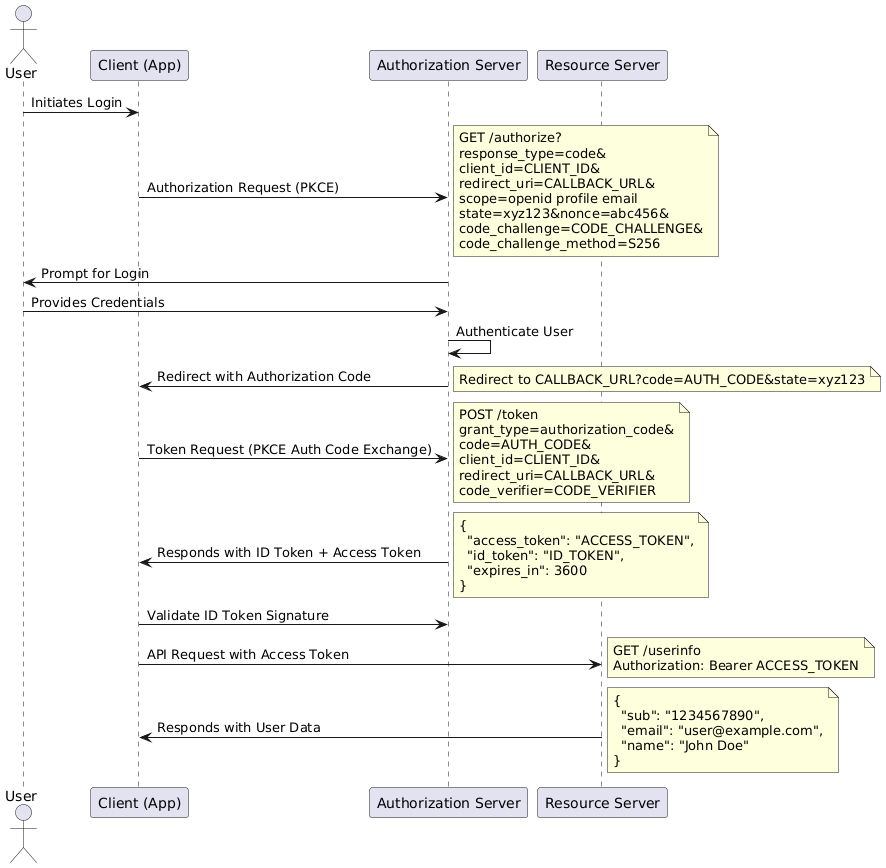 User
Client (App)
Authorization Server
Resource Server
Initiates Login
Authorization Request (PKCE)
GET /authorize?
response_type=code&
client_id=CLIENT_ID&
redirect_uri=CALLBACK_URL&
scope=openid profile email
state=xyz123&nonce=abc456&
code_challenge=CODE_CHALLENGE&
code_challenge_method=S256
Prompt for Login
Provides Credentials
Authenticate User
Redirect with Authorization Code
Redirect to CALLBACK_URL?code=AUTH_CODE&state=xyz123
Token Request (PKCE Auth Code Exchange)
POST /token
grant_type=authorization_code&
code=AUTH_CODE&
client_id=CLIENT_ID&
redirect_uri=CALLBACK_URL&
code_verifier=CODE_VERIFIER
Responds with ID Token + Access Token
{
"access_token": "ACCESS_TOKEN",
"id_token": "ID_TOKEN",
"expires_in": 3600
}
Validate ID Token Signature
API Request with Access Token
GET /userinfo
Authorization: Bearer ACCESS_TOKEN
Responds with User Data
{
"sub": "1234567890",
"email": "user@example.com",
"name": "John Doe"
}
User
Client (App)
Authorization Server
Resource Server